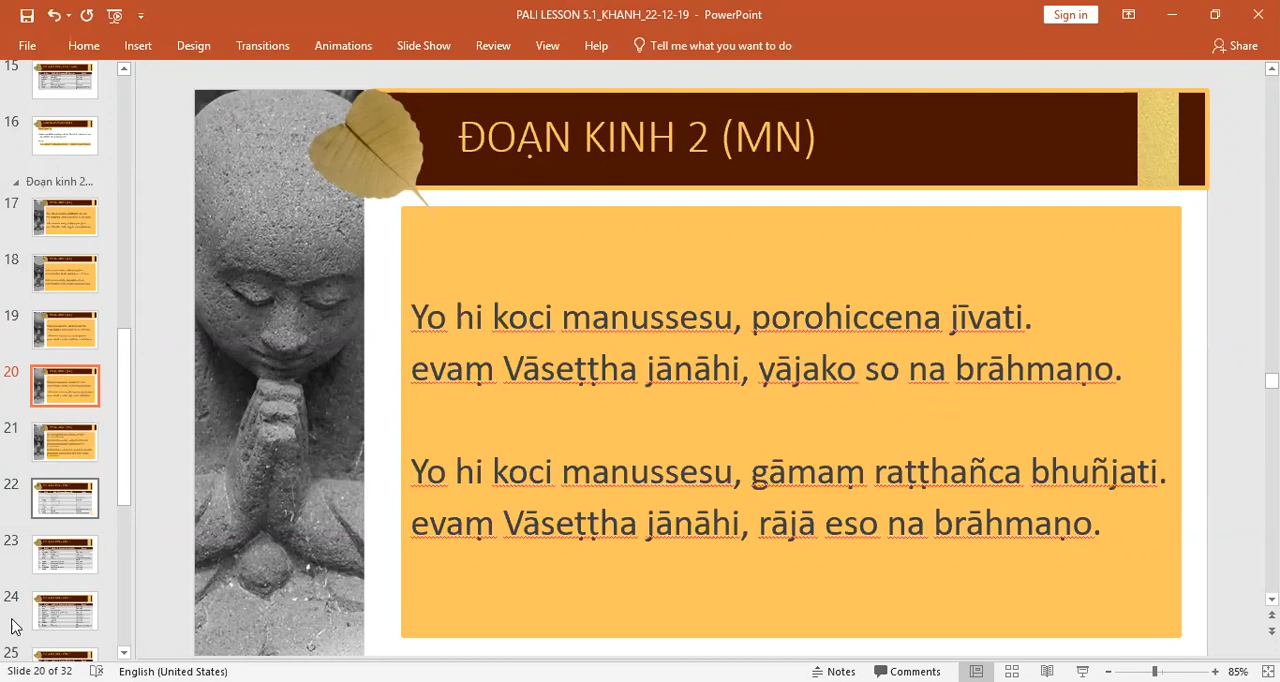 PALI LESSON 5.1_KHANH_22-12-19 - PowerPoint
Sign in
File Home Insert Design Transitions Animations Slide Show Review View Help Tell me what you want to do Share
15
16
Đoạn kinh 2...
17
18
19
20
21
22
23
24
25
ĐOẠN KINH 2 (MN)
Yo hi koci manussesu, porohiccena jīvati.
evaṃ Vāseṭṭha jānāhi, yājako so na brāhmaṇo.
Yo hi koci manussesu, gāmaṃ raṭṭhañca bhuñjati.
evaṃ Vāseṭṭha jānāhi, rājā eso na brāhmaṇo.
Slide 20 of 32 English (United States) Notes Comments 85%